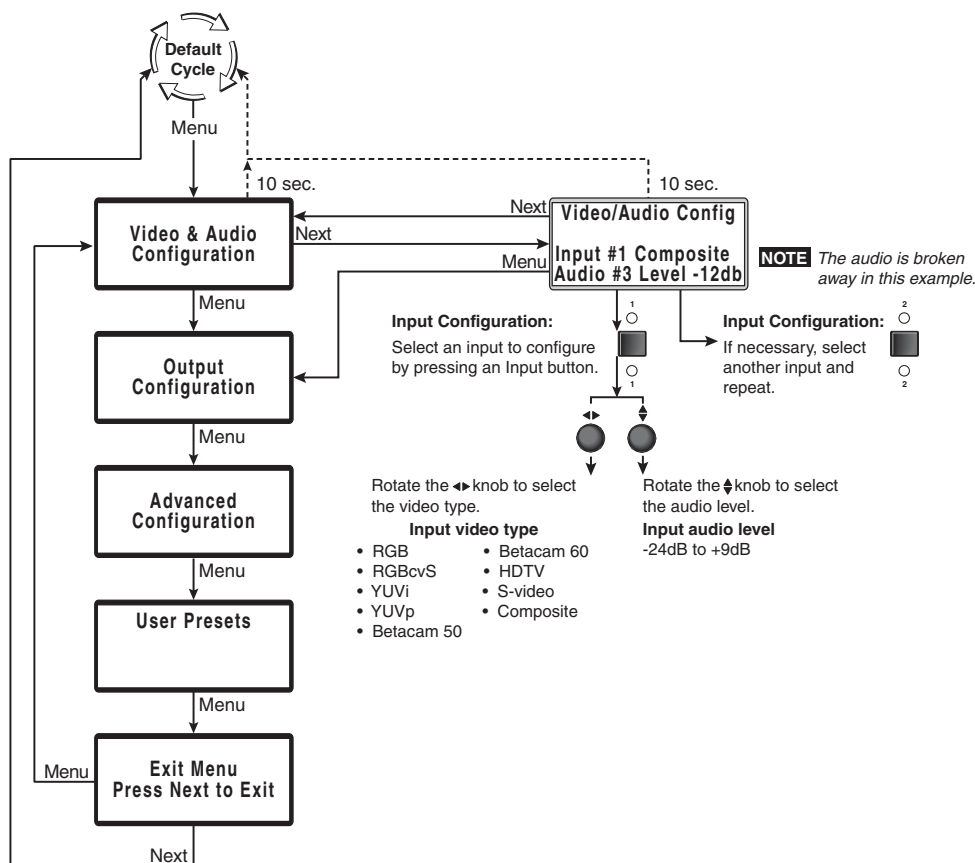 Default
Cycle
Menu
10 sec.
10 sec.
Video & Audio
Configuration
Next
Next
Menu
Video/Audio Config
Input #1 Composite
Audio #3 Level -12db
NOTE The audio is broken
away in this example.
Menu
Input Configuration:
Select an input to configure
by pressing an Input button.
1
1
Input Configuration:
If necessary, select
another input and
repeat.
2
2
Output
Configuration
Menu
Rotate the knob to select
the video type.
Input video type
• RGB
• RGBcvS
• YUVi
• YUVp
• Betacam 50
• Betacam 60
• HDTV
• S-video
• Composite
Rotate the knob to select
the audio level.
Input audio level
-24dB to +9dB
Advanced
Configuration
Menu
User Presets
Menu
Exit Menu
Press Next to Exit
Menu
Next